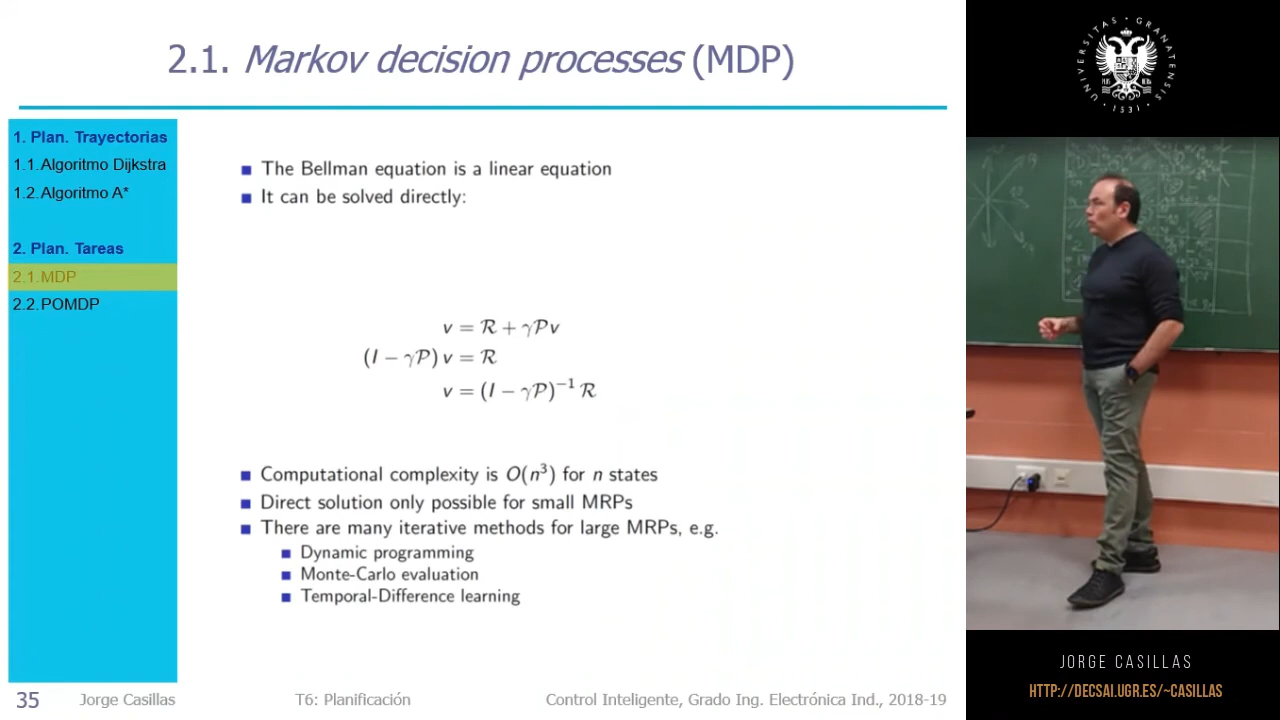 2.1. Markov decision processes (MDP)
1. Plan. Trayectorias
1.1. Algoritmo Dijkstra
1.2. Algoritmo A*
2. Plan. Tareas
2.1. MDP
2.2. POMDP
■ The Bellman equation is a linear equation
■ It can be solved directly:
v = R + γPv
(I − γP) v = R
v = (I − γP)⁻¹ R
■ Computational complexity is O(n³) for n states
■ Direct solution only possible for small MRPs
■ There are many iterative methods for large MRPs, e.g.
■ Dynamic programming
■ Monte-Carlo evaluation
■ Temporal-Difference learning
35 Jorge Casillas T6: Planificación Control Inteligente, Grado Ing. Electrónica Ind., 2018-19
UNIVERSITAS · GRANATENSIS · 1531 ·
JORGE CASILLAS
HTTP://DECSAI.UGR.ES/~CASILLAS